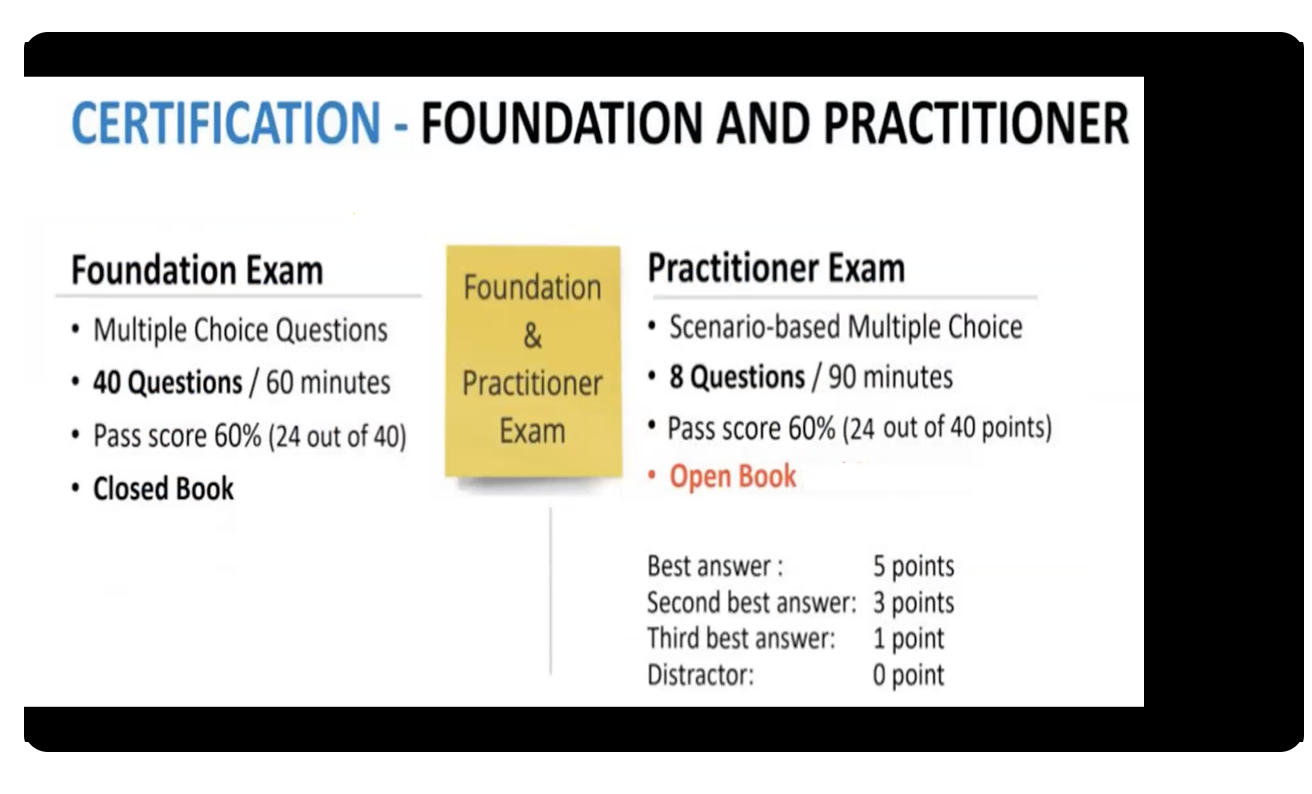 CERTIFICATION - FOUNDATION AND PRACTITIONER
Foundation Exam
• Multiple Choice Questions
• 40 Questions / 60 minutes
• Pass score 60% (24 out of 40)
• Closed Book
Foundation
&
Practitioner
Exam
Practitioner Exam
• Scenario-based Multiple Choice
• 8 Questions / 90 minutes
• Pass score 60% (24 out of 40 points)
• Open Book
Best answer : 5 points
Second best answer: 3 points
Third best answer: 1 point
Distractor: 0 point